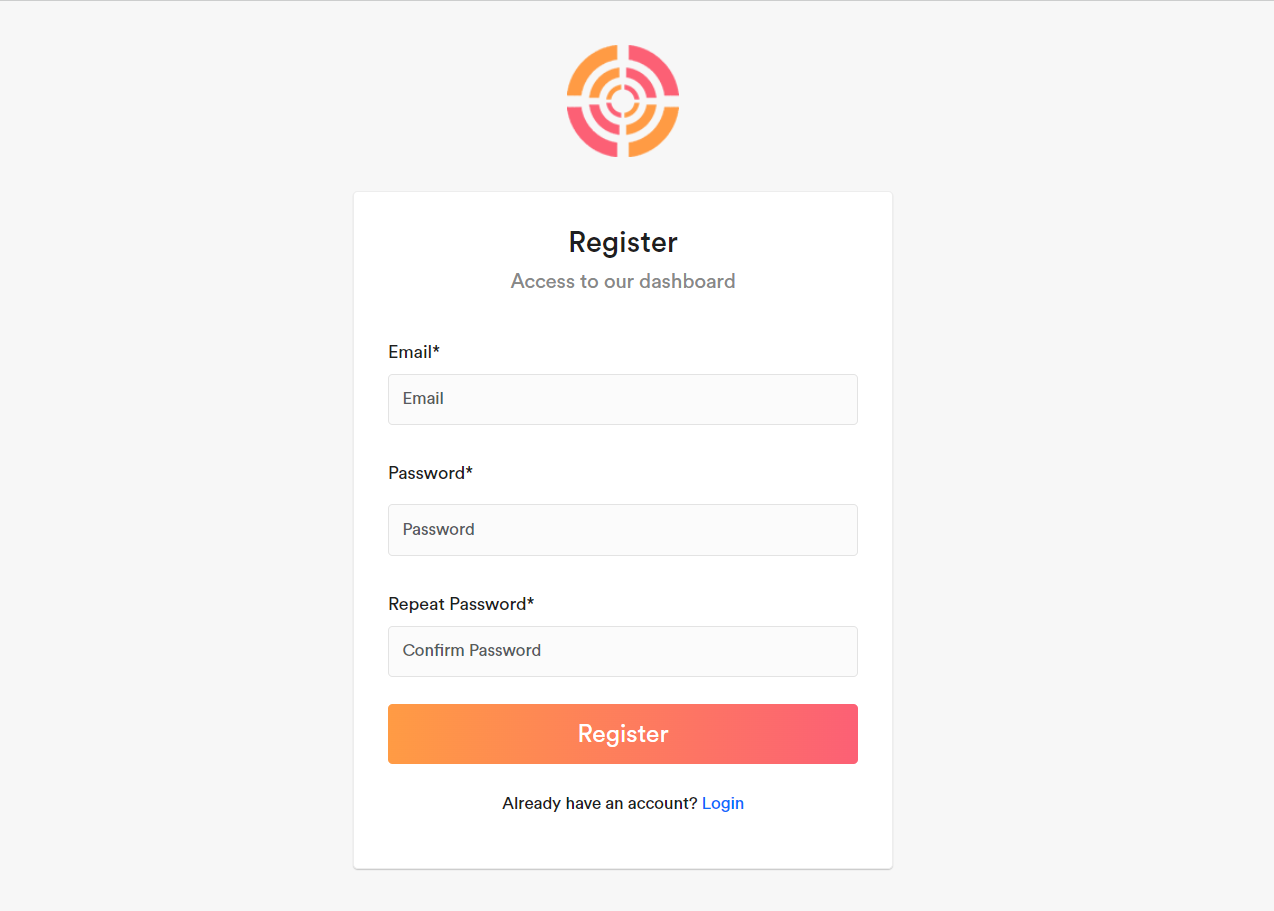 Register
Access to our dashboard
Email*
Email
Password*
Password
Repeat Password*
Confirm Password
Register
Already have an account? Login